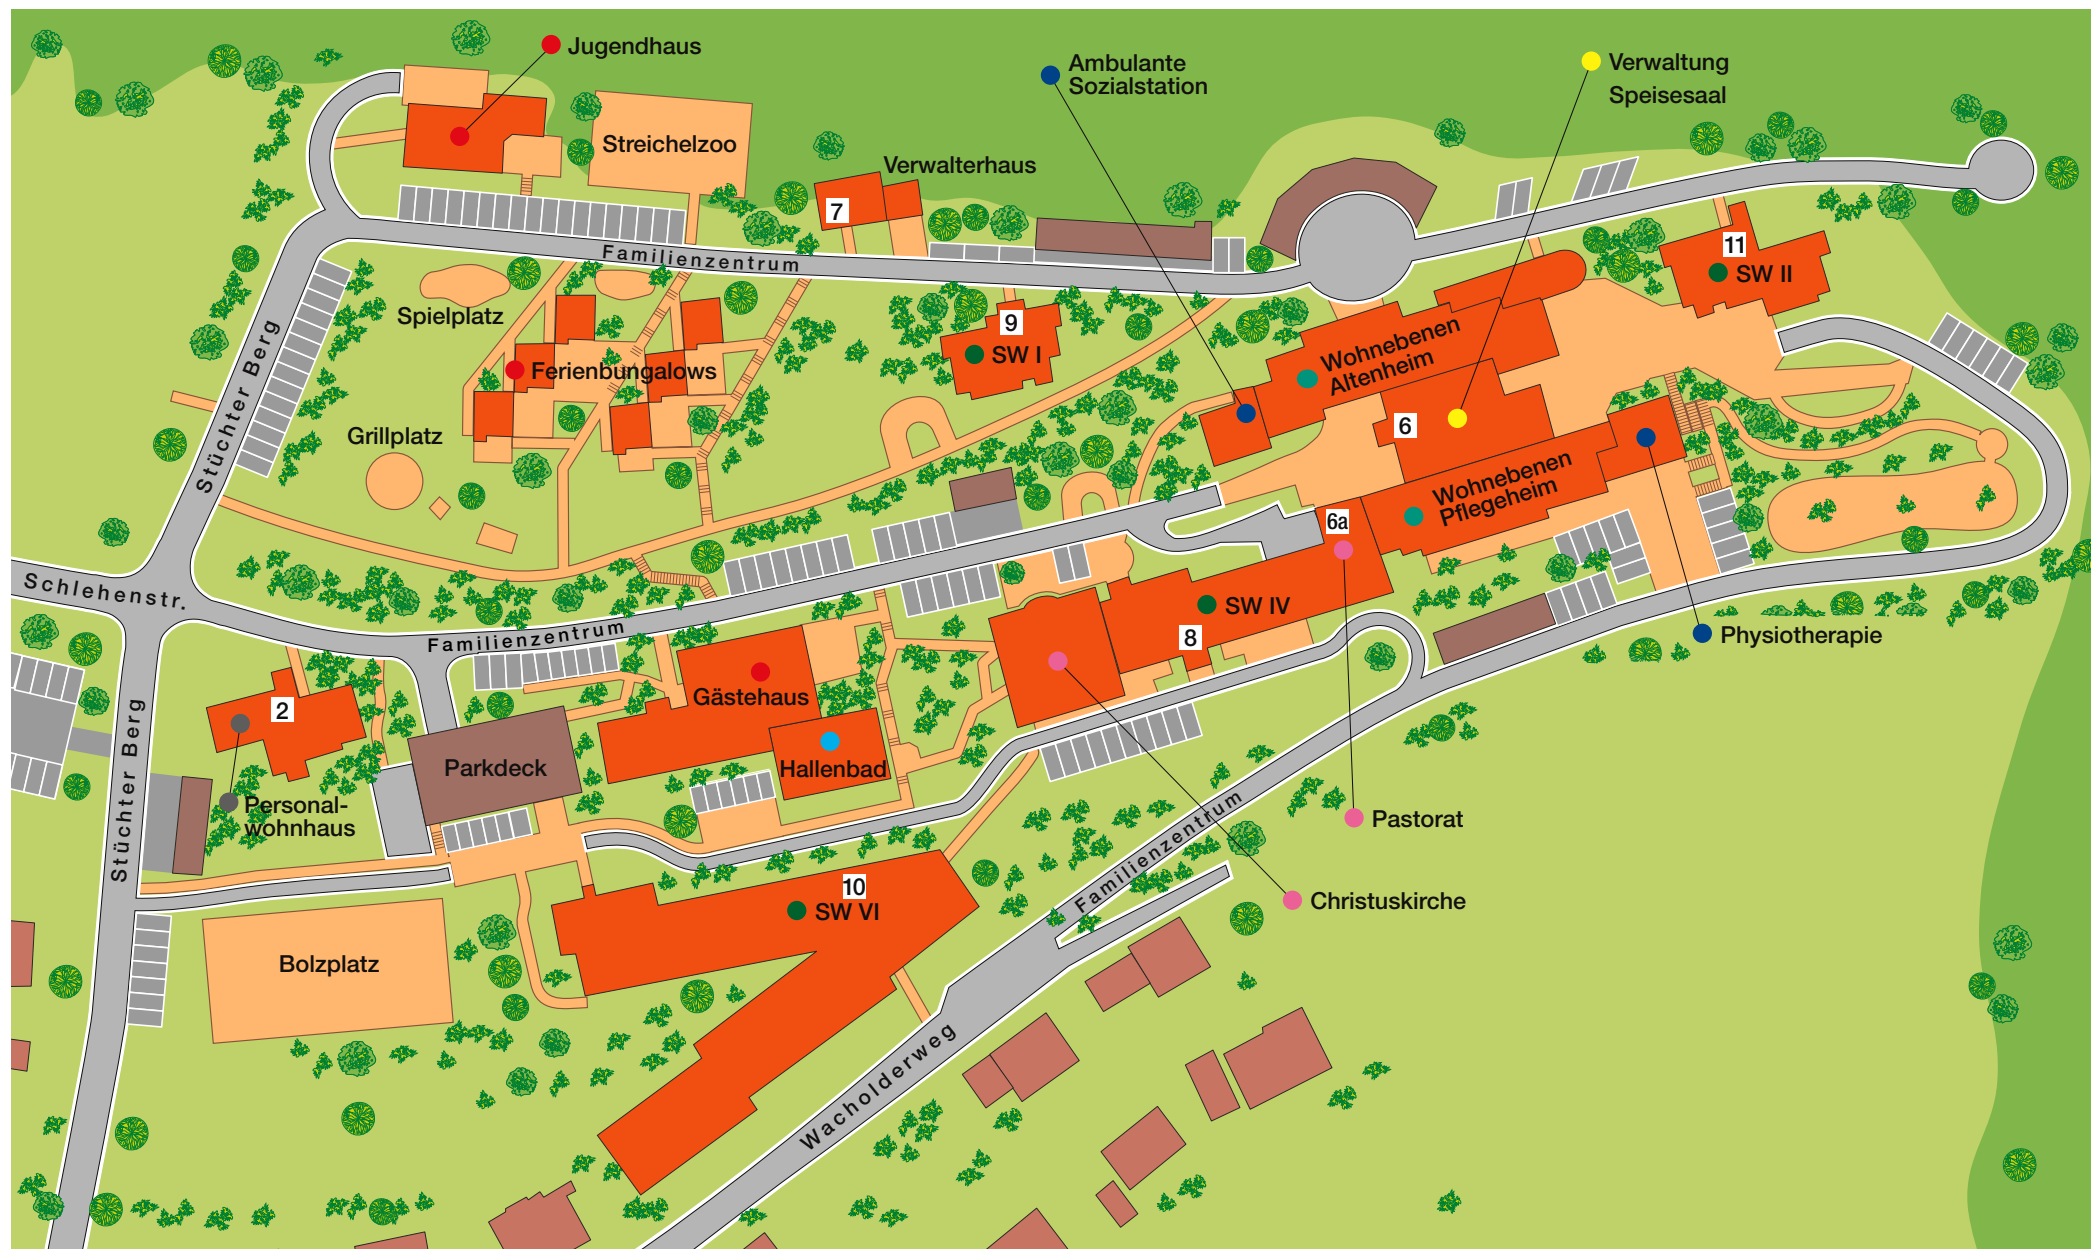 Jugendhaus
Ambulante
Sozialstation
Verwaltung
Speisesaal
Streichelzoo
Verwalterhaus
7
11
SW II
Familienzentrum
Spielplatz
9
SW I
Ferienbungalows
Wohnebenen
Altenheim
Stüchter Berg
Grillplatz
6
Wohnebenen
Pflegeheim
6a
Schlehenstr.
SW IV
8
Familienzentrum
Physiotherapie
Gästehaus
2
Stüchter Berg
Parkdeck
Hallenbad
Personal-
wohnhaus
Pastorat
Familienzentrum
10
SW VI
Christuskirche
Bolzplatz
Wacholderweg